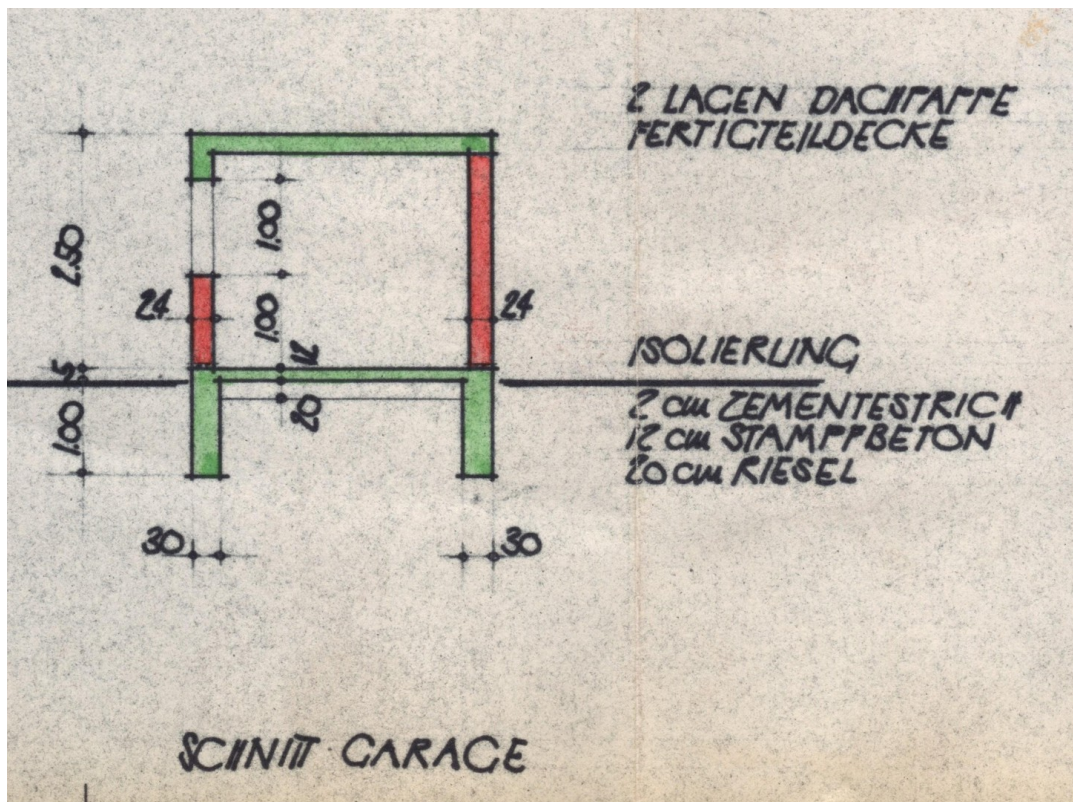 2 LAGEN DACHPAPPE
FERTIGTEILDECKE
2.50
1.00
24
1.00
24
12
ISOLIERUNG
5
1.00
20
2 cm ZEMENTESTRICH
12 cm STAMPFBETON
20 cm RIESEL
30
30
SCHNITT GARAGE